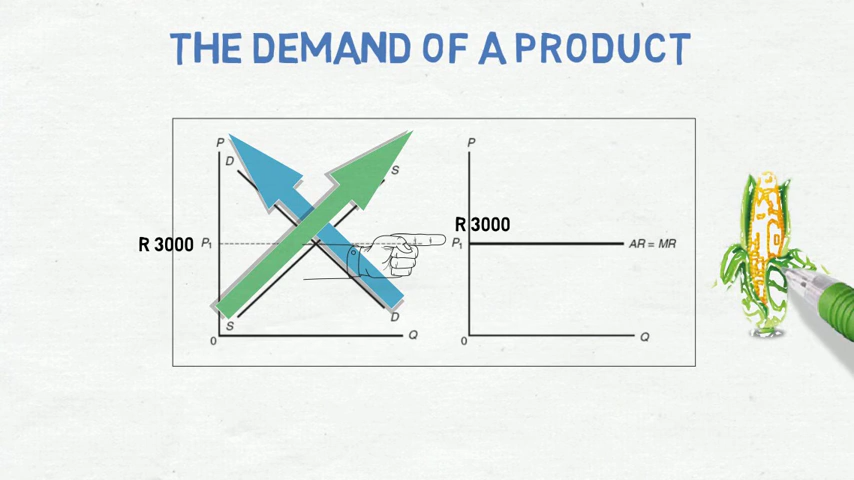 THE DEMAND OF A PRODUCT
P
D
S
R 3000 P₁
S
D
0
Q
P
R 3000
P₁
AR = MR
0
Q